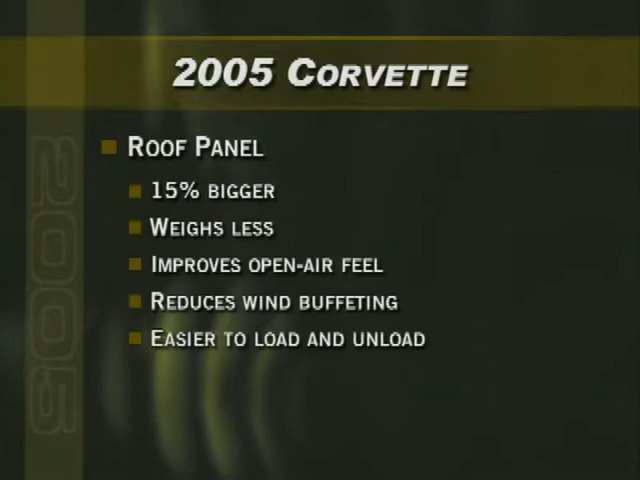 2005 CORVETTE
ROOF PANEL
15% BIGGER
WEIGHS LESS
IMPROVES OPEN-AIR FEEL
REDUCES WIND BUFFETING
EASIER TO LOAD AND UNLOAD
2005